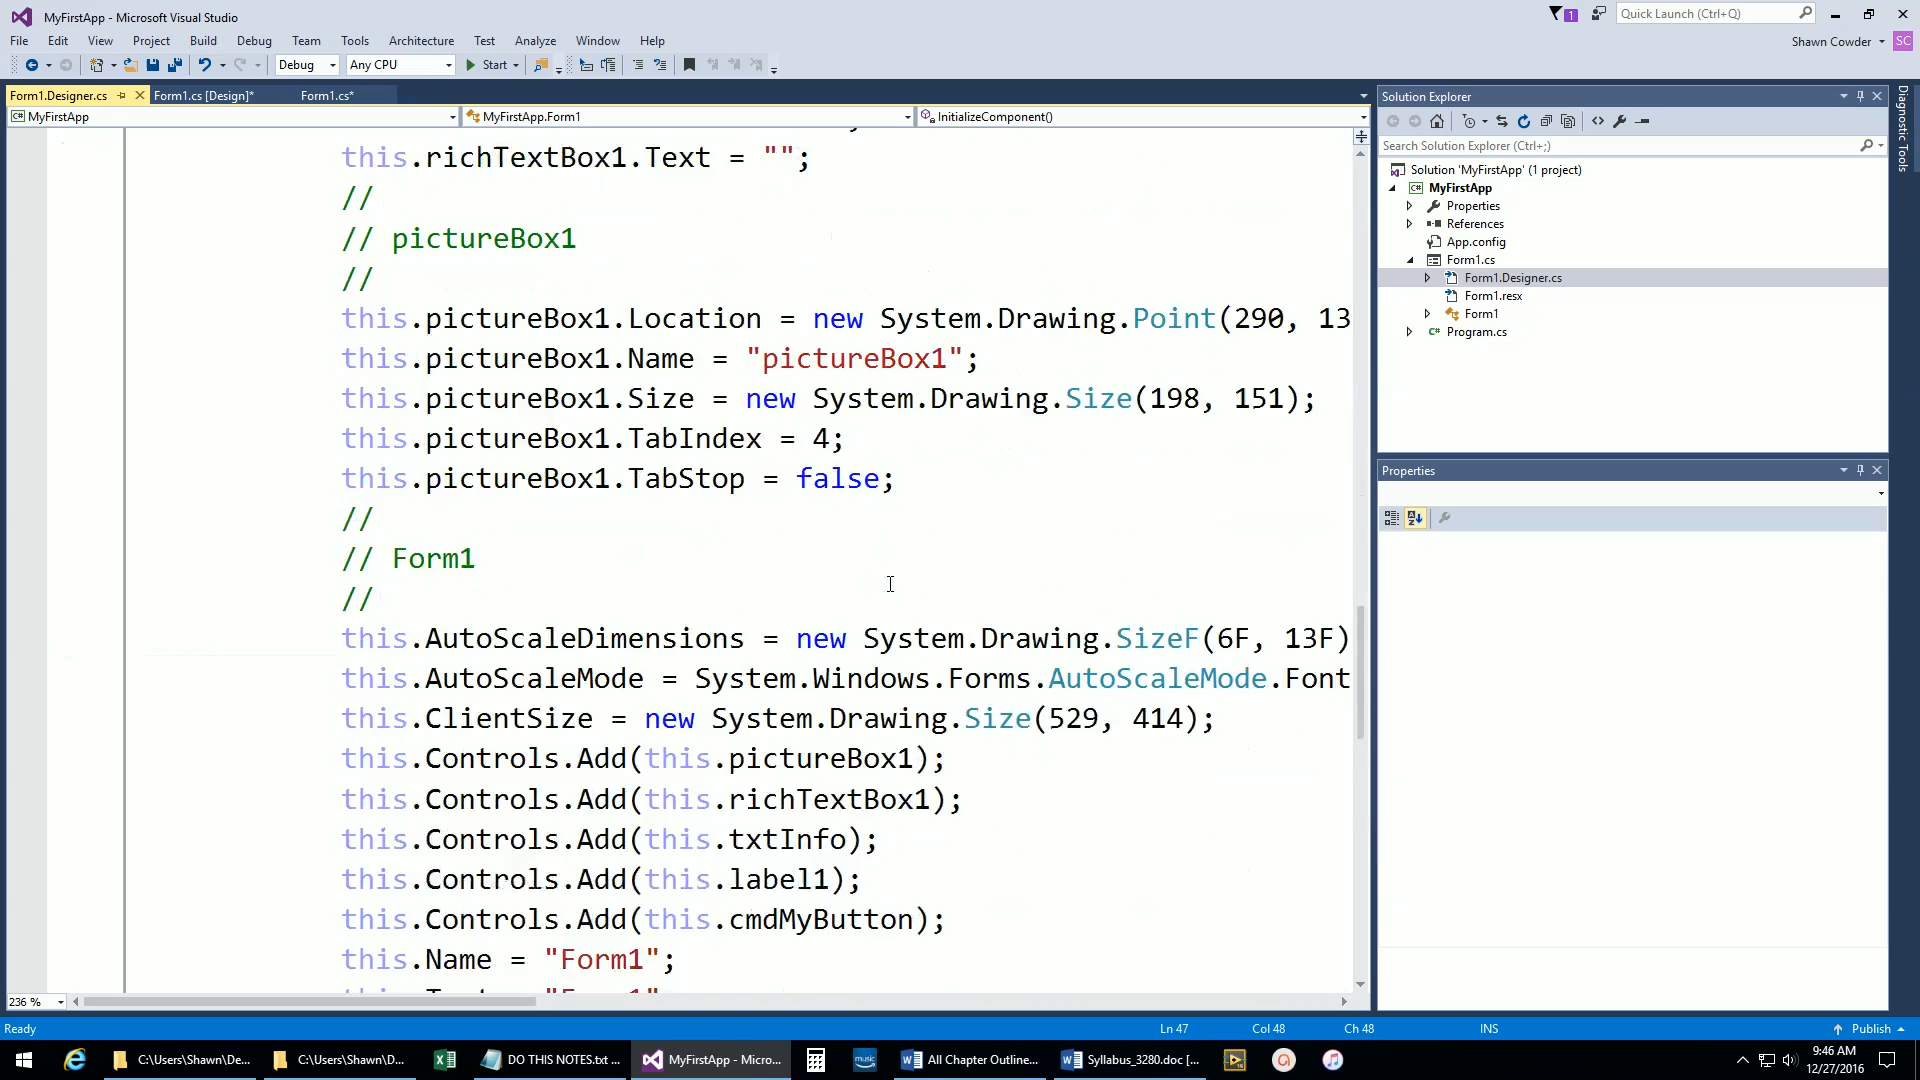 MyFirstApp - Microsoft Visual Studio
1
Quick Launch (Ctrl+Q)
File Edit View Project Build Debug Team Tools Architecture Test Analyze Window Help
Shawn Cowder
SC
Debug
Any CPU
Start
Form1.Designer.cs
Form1.cs [Design]*
Form1.cs*
MyFirstApp
MyFirstApp.Form1
InitializeComponent()
this.richTextBox1.Text = "";
//
// pictureBox1
//
this.pictureBox1.Location = new System.Drawing.Point(290, 13
this.pictureBox1.Name = "pictureBox1";
this.pictureBox1.Size = new System.Drawing.Size(198, 151);
this.pictureBox1.TabIndex = 4;
this.pictureBox1.TabStop = false;
//
// Form1
//
this.AutoScaleDimensions = new System.Drawing.SizeF(6F, 13F)
this.AutoScaleMode = System.Windows.Forms.AutoScaleMode.Font
this.ClientSize = new System.Drawing.Size(529, 414);
this.Controls.Add(this.pictureBox1);
this.Controls.Add(this.richTextBox1);
this.Controls.Add(this.txtInfo);
this.Controls.Add(this.label1);
this.Controls.Add(this.cmdMyButton);
this.Name = "Form1";
236 %
Solution Explorer
Search Solution Explorer (Ctrl+;)
Solution 'MyFirstApp' (1 project)
MyFirstApp
Properties
References
App.config
Form1.cs
Form1.Designer.cs
Form1.resx
Form1
Program.cs
Properties
Diagnostic Tools
Ready
Ln 47
Col 48
Ch 48
INS
Publish
C:\Users\Shawn\De...
C:\Users\Shawn\D...
DO THIS NOTES.txt ...
MyFirstApp - Micro...
music
All Chapter Outline...
Syllabus_3280.doc [...
9:46 AM
12/27/2016